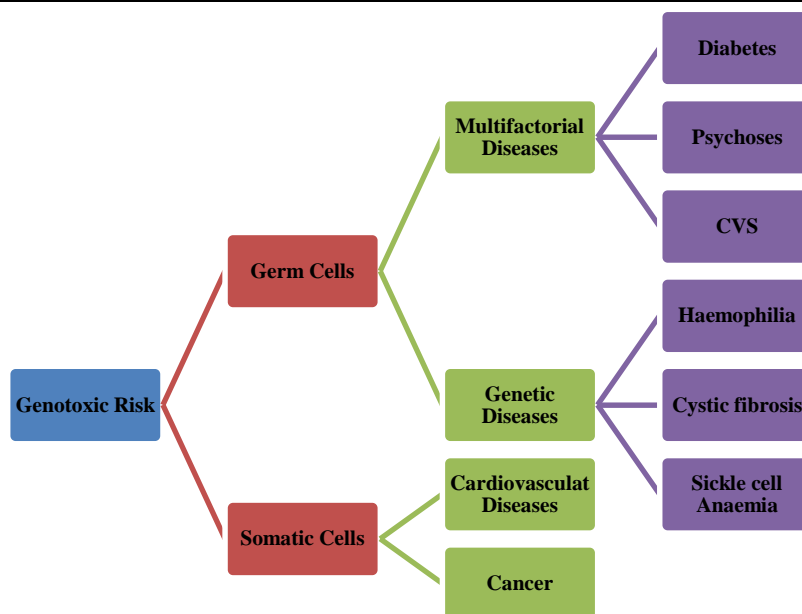 Diabetes
Multifactorial
Diseases
Psychoses
CVS
Germ Cells
Haemophilia
Genotoxic Risk
Genetic
Diseases
Cystic fibrosis
Cardiovasculat
Diseases
Sickle cell
Anaemia
Somatic Cells
Cancer